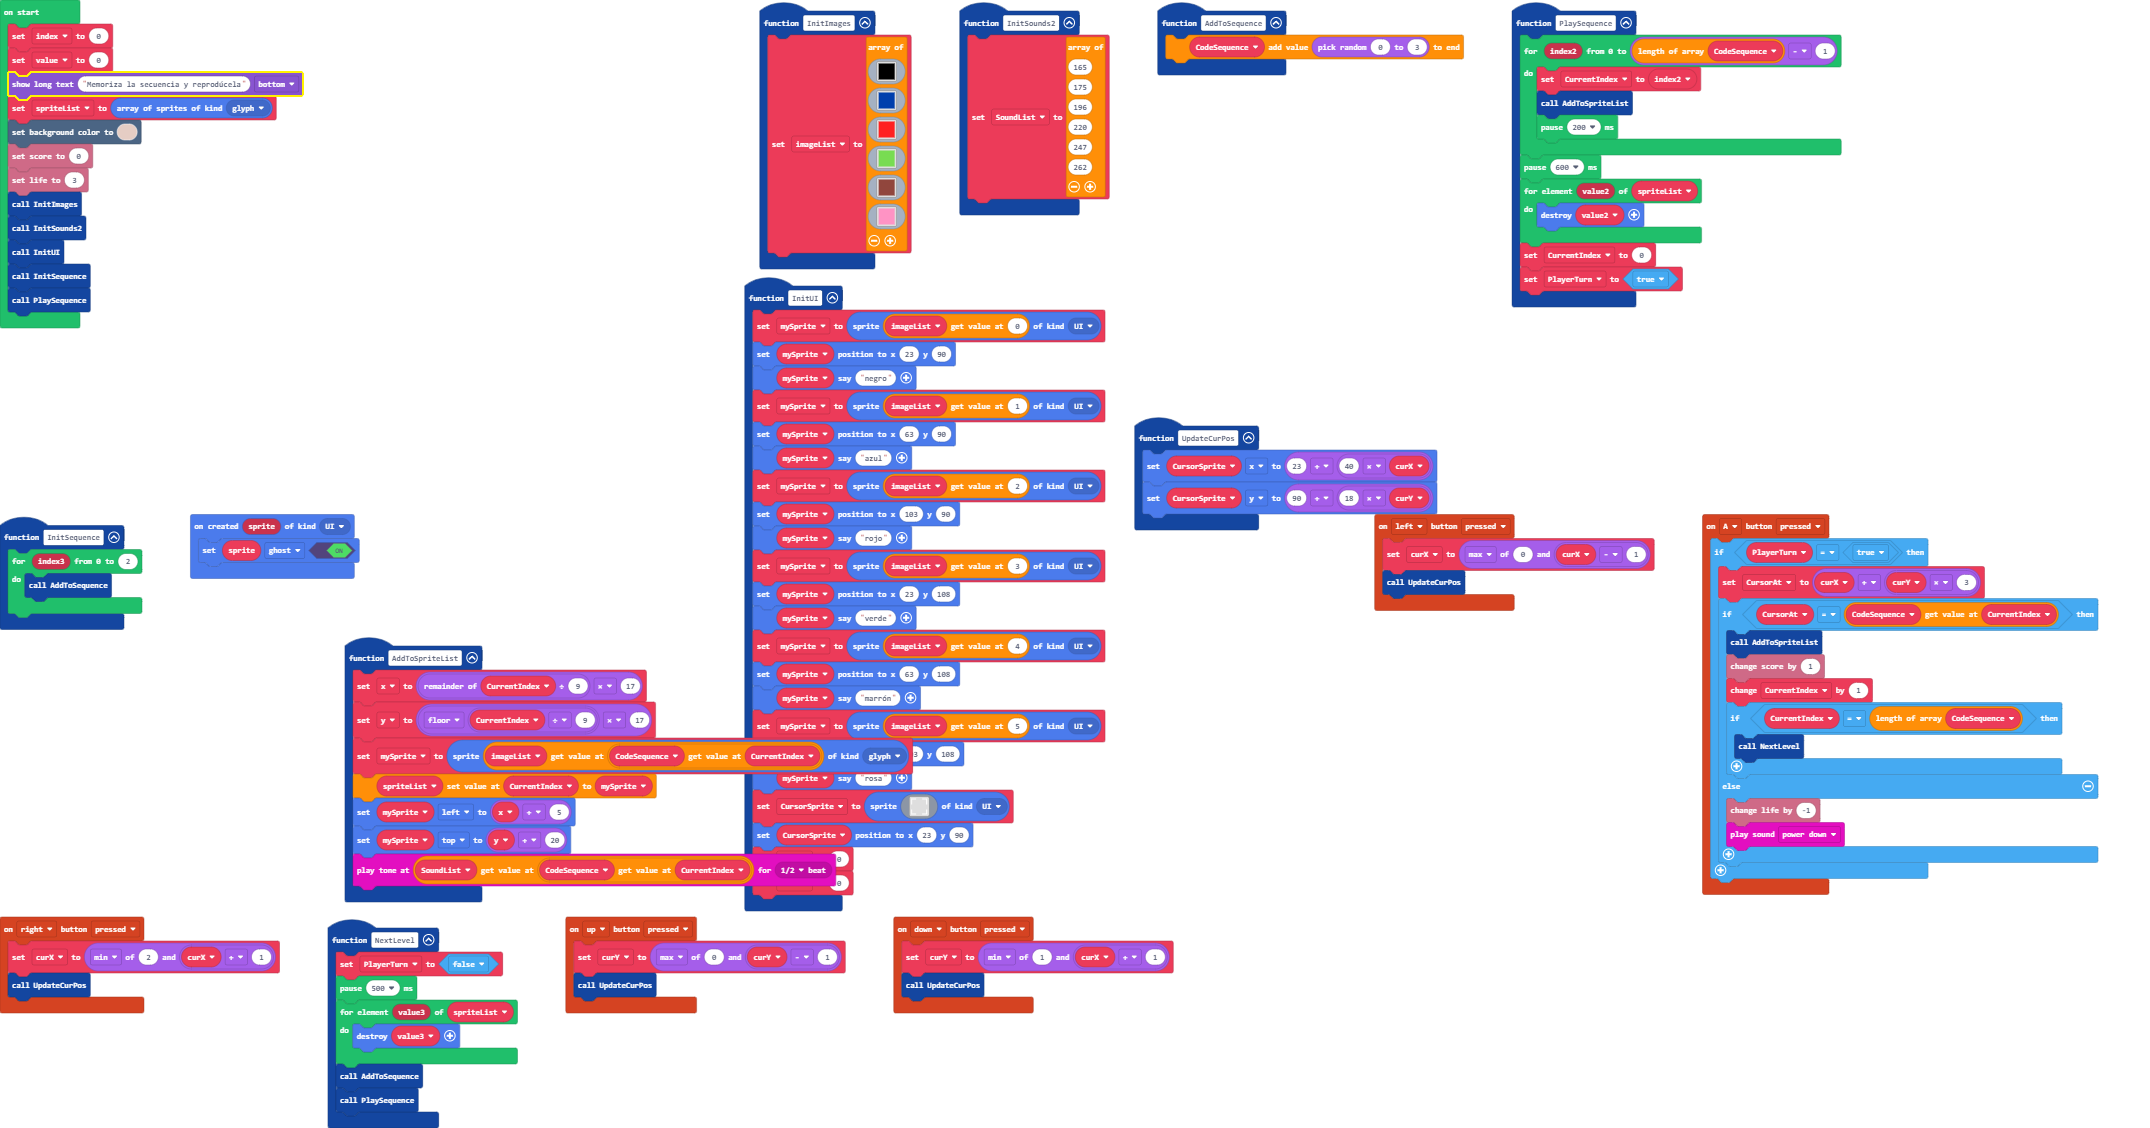 on start
set index to 0
set value to 0
show long text "Memoriza la secuencia y reprodúcela" bottom
set spriteList to array of sprites of kind glyph
set background color to
set score to 0
set life to 3
call InitImages
call InitSounds2
call InitUI
call InitSequence
call PlaySequence
function InitImages
set imageList to array of
function InitSounds2
set SoundList to array of
165
175
196
220
247
262
function AddToSequence
CodeSequence add value pick random 0 to 3 to end
function PlaySequence
for index2 from 0 to length of array CodeSequence - 1
do
set CurrentIndex to index2
call AddToSpriteList
pause 200 ms
pause 600 ms
for element value2 of spriteList
do
destroy value2
set CurrentIndex to 0
set PlayerTurn to true
function InitUI
set mySprite to sprite imageList get value at 0 of kind UI
set mySprite position to x 23 y 90
mySprite say "negro"
set mySprite to sprite imageList get value at 1 of kind UI
set mySprite position to x 63 y 90
mySprite say "azul"
set mySprite to sprite imageList get value at 2 of kind UI
set mySprite position to x 103 y 90
mySprite say "rojo"
set mySprite to sprite imageList get value at 3 of kind UI
set mySprite position to x 23 y 108
mySprite say "verde"
set mySprite to sprite imageList get value at 4 of kind UI
set mySprite position to x 63 y 108
mySprite say "marrón"
set mySprite to sprite imageList get value at 5 of kind UI
3 y 108
mySprite say "rosa"
set CursorSprite to sprite of kind UI
set CursorSprite position to x 23 y 90
0
0
function UpdateCurPos
set CursorSprite x to 23 + 40 × curX
set CursorSprite y to 90 + 18 × curY
function InitSequence
for index3 from 0 to 2
do
call AddToSequence
on created sprite of kind UI
set sprite ghost ON
on left button pressed
set curX to max of 0 and curX - 1
call UpdateCurPos
on A button pressed
if PlayerTurn = true then
set CursorAt to curX + curY × 3
if CursorAt = CodeSequence get value at CurrentIndex then
call AddToSpriteList
change score by 1
change CurrentIndex by 1
if CurrentIndex = length of array CodeSequence then
call NextLevel
else
change life by -1
play sound power down
function AddToSpriteList
set x to remainder of CurrentIndex ÷ 9 × 17
set y to floor CurrentIndex ÷ 9 × 17
set mySprite to sprite imageList get value at CodeSequence get value at CurrentIndex of kind glyph
spriteList set value at CurrentIndex to mySprite
set mySprite left to x + 5
set mySprite top to y + 20
play tone at SoundList get value at CodeSequence get value at CurrentIndex for 1/2 beat
on right button pressed
set curX to min of 2 and curX + 1
call UpdateCurPos
function NextLevel
set PlayerTurn to false
pause 500 ms
for element value3 of spriteList
do
destroy value3
call AddToSequence
call PlaySequence
on up button pressed
set curY to max of 0 and curY - 1
call UpdateCurPos
on down button pressed
set curY to min of 1 and curX + 1
call UpdateCurPos